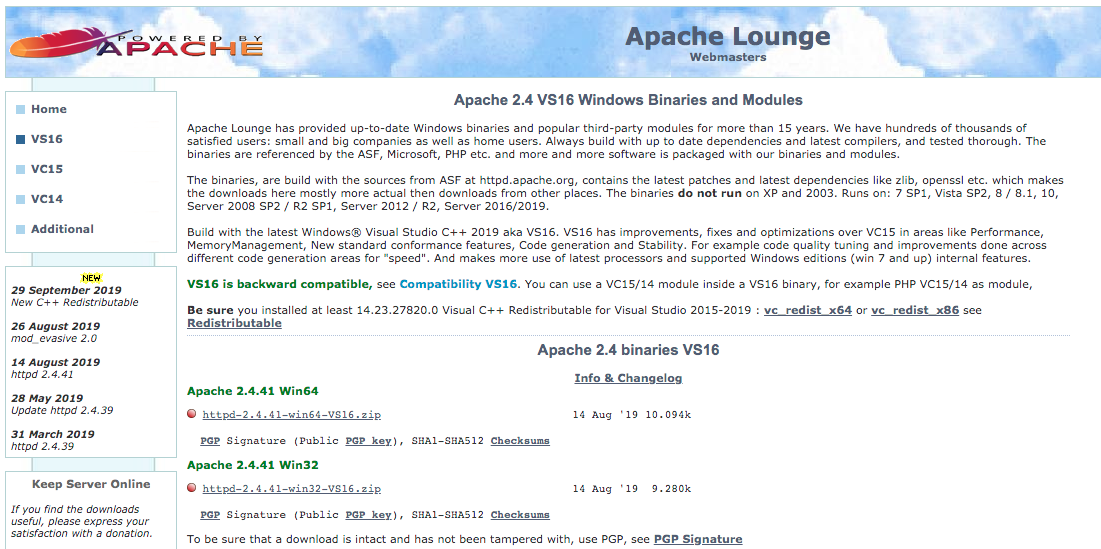 POWERED BY
APACHE
Apache Lounge
Webmasters
Home
VS16
VC15
VC14
Additional
NEW
29 September 2019
New C++ Redistributable
26 August 2019
mod_evasive 2.0
14 August 2019
httpd 2.4.41
28 May 2019
Update httpd 2.4.39
31 March 2019
httpd 2.4.39
Keep Server Online
If you find the downloads
useful, please express your
satisfaction with a donation.
Apache 2.4 VS16 Windows Binaries and Modules
Apache Lounge has provided up-to-date Windows binaries and popular third-party modules for more than 15 years. We have hundreds of thousands of
satisfied users: small and big companies as well as home users. Always build with up to date dependencies and latest compilers, and tested thorough. The
binaries are referenced by the ASF, Microsoft, PHP etc. and more and more software is packaged with our binaries and modules.
The binaries, are build with the sources from ASF at httpd.apache.org, contains the latest patches and latest dependencies like zlib, openssl etc. which makes
the downloads here mostly more actual then downloads from other places. The binaries do not run on XP and 2003. Runs on: 7 SP1, Vista SP2, 8 / 8.1, 10,
Server 2008 SP2 / R2 SP1, Server 2012 / R2, Server 2016/2019.
Build with the latest Windows® Visual Studio C++ 2019 aka VS16. VS16 has improvements, fixes and optimizations over VC15 in areas like Performance,
MemoryManagement, New standard conformance features, Code generation and Stability. For example code quality tuning and improvements done across
different code generation areas for "speed". And makes more use of latest processors and supported Windows editions (win 7 and up) internal features.
VS16 is backward compatible, see Compatibility VS16. You can use a VC15/14 module inside a VS16 binary, for example PHP VC15/14 as module,
Be sure you installed at least 14.23.27820.0 Visual C++ Redistributable for Visual Studio 2015-2019 : vc_redist_x64 or vc_redist_x86 see
Redistributable
Apache 2.4 binaries VS16
Info & Changelog
Apache 2.4.41 Win64
httpd-2.4.41-win64-VS16.zip 14 Aug '19 10.094k
PGP Signature (Public PGP key), SHA1-SHA512 Checksums
Apache 2.4.41 Win32
httpd-2.4.41-win32-VS16.zip 14 Aug '19 9.280k
PGP Signature (Public PGP key), SHA1-SHA512 Checksums
To be sure that a download is intact and has not been tampered with, use PGP, see PGP Signature